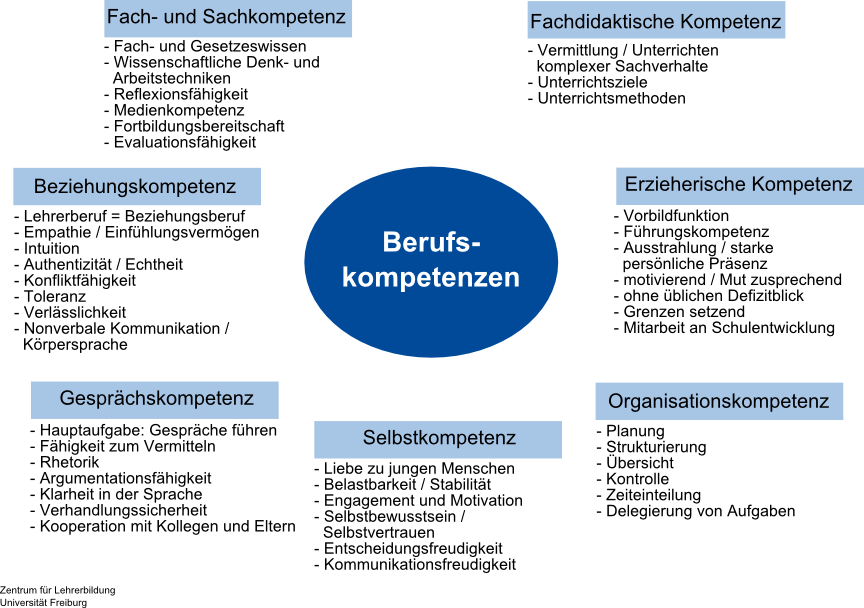 Fach- und Sachkompetenz
- Fach- und Gesetzeswissen
- Wissenschaftliche Denk- und
Arbeitstechniken
- Reflexionsfähigkeit
- Medienkompetenz
- Fortbildungsbereitschaft
- Evaluationsfähigkeit
Fachdidaktische Kompetenz
- Vermittlung / Unterrichten
komplexer Sachverhalte
- Unterrichtsziele
- Unterrichtsmethoden
Beziehungskompetenz
- Lehrerberuf = Beziehungsberuf
- Empathie / Einfühlungsvermögen
- Intuition
- Authentizität / Echtheit
- Konfliktfähigkeit
- Toleranz
- Verlässlichkeit
- Nonverbale Kommunikation /
Körpersprache
Berufs-
kompetenzen
Erzieherische Kompetenz
- Vorbildfunktion
- Führungskompetenz
- Ausstrahlung / starke
persönliche Präsenz
- motivierend / Mut zusprechend
- ohne üblichen Defizitblick
- Grenzen setzend
- Mitarbeit an Schulentwicklung
Gesprächskompetenz
- Hauptaufgabe: Gespräche führen
- Fähigkeit zum Vermitteln
- Rhetorik
- Argumentationsfähigkeit
- Klarheit in der Sprache
- Verhandlungssicherheit
- Kooperation mit Kollegen und Eltern
Selbstkompetenz
- Liebe zu jungen Menschen
- Belastbarkeit / Stabilität
- Engagement und Motivation
- Selbstbewusstsein /
Selbstvertrauen
- Entscheidungsfreudigkeit
- Kommunikationsfreudigkeit
Organisationskompetenz
- Planung
- Strukturierung
- Übersicht
- Kontrolle
- Zeiteinteilung
- Delegierung von Aufgaben
Zentrum für Lehrerbildung
Universität Freiburg